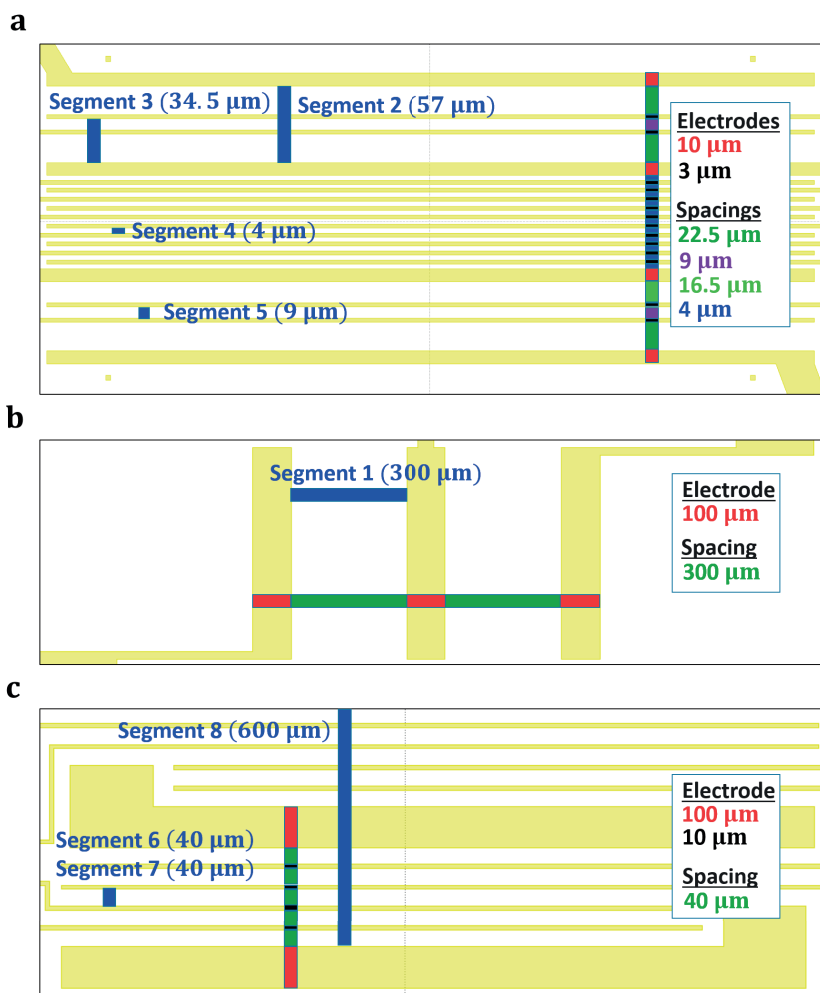 a
Segment 3 (34.5 μm)
Segment 2 (57 μm)
Electrodes
10 μm
3 μm
Spacings
22.5 μm
9 μm
16.5 μm
4 μm
Segment 4 (4 μm)
Segment 5 (9 μm)
b
Segment 1 (300 μm)
Electrode
100 μm
Spacing
300 μm
c
Segment 8 (600 μm)
Segment 6 (40 μm)
Segment 7 (40 μm)
Electrode
100 μm
10 μm
Spacing
40 μm